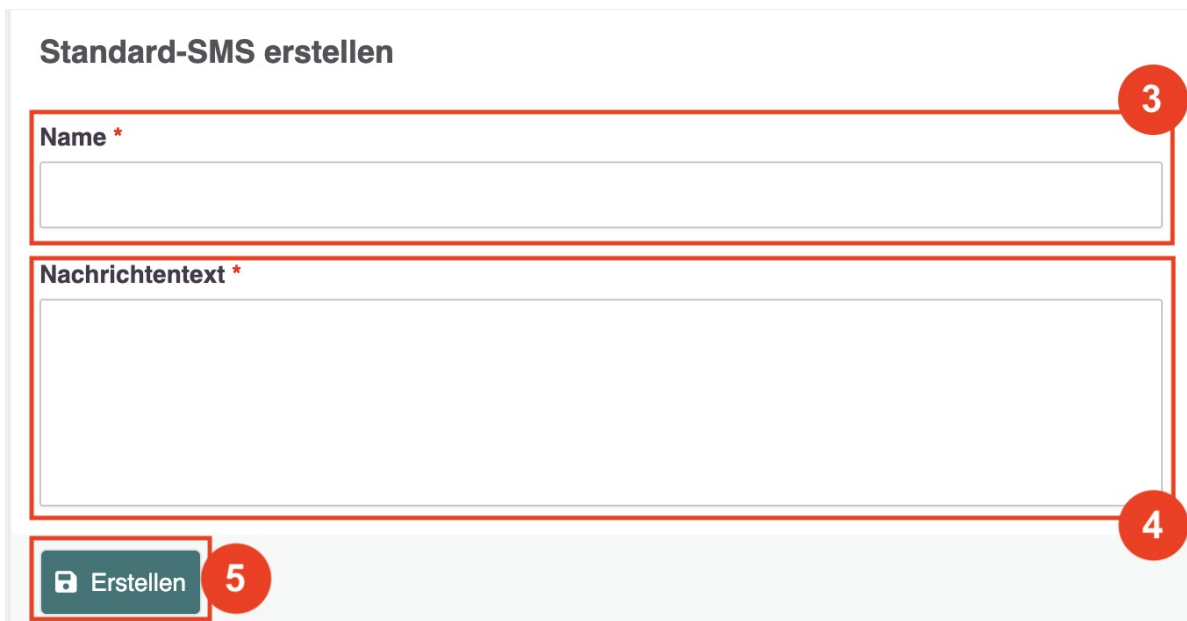 Standard-SMS erstellen
3
Name *
Nachrichtentext *
4
Erstellen
5